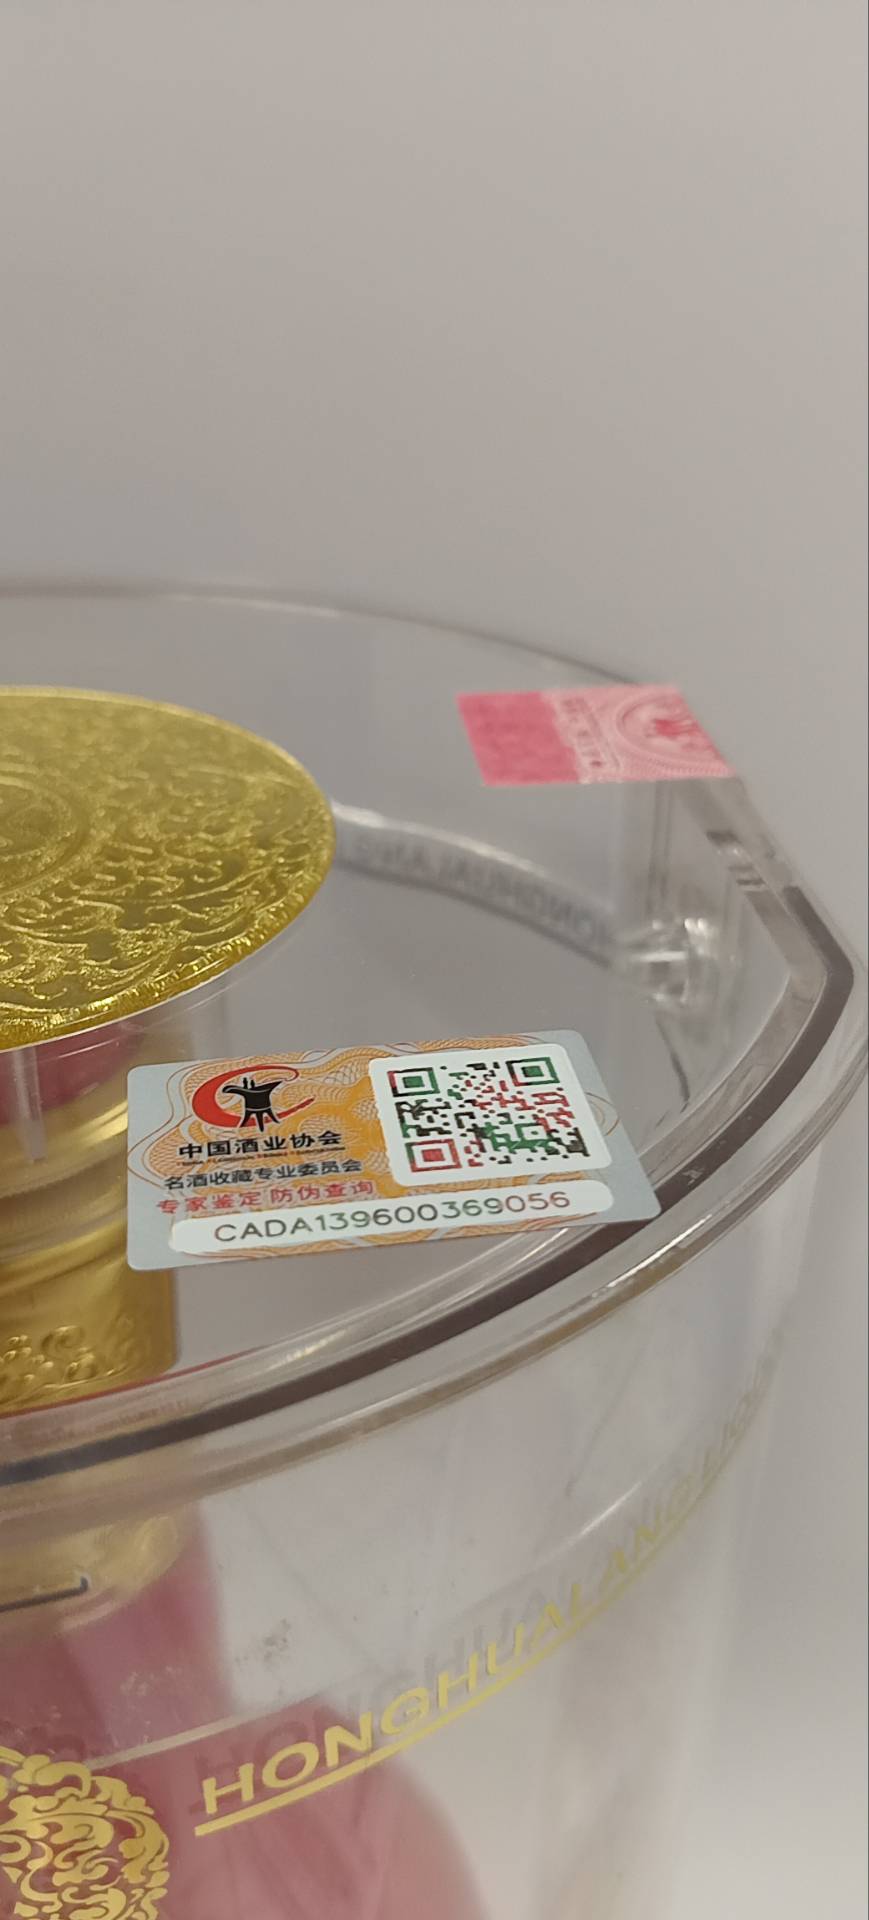 中国酒业协会
名酒收藏专业委员会
专家鉴定 防伪查询
CADA139600369056
HONGHUALANG